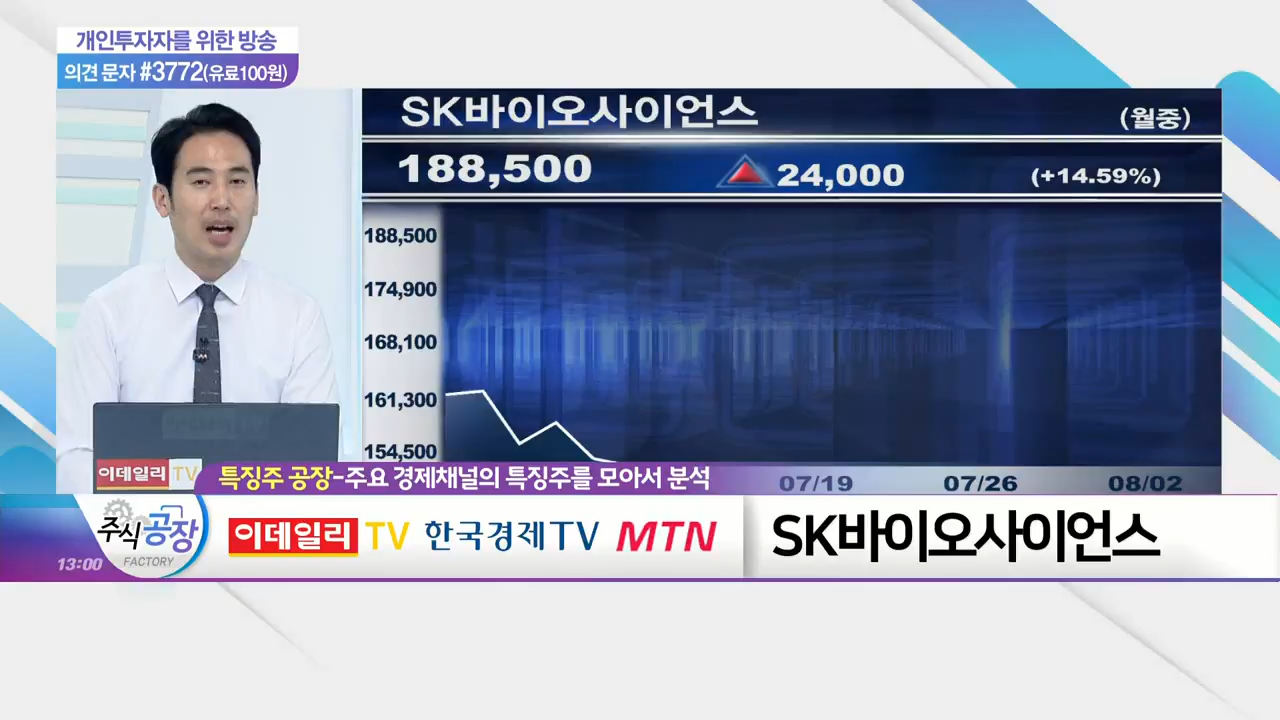 개인투자자를 위한 방송
의견 문자 #3772(유료100원)
SK바이오사이언스
(월중)
188,500
24,000
(+14.59%)
188,500
174,900
168,100
161,300
154,500
07/19
07/26
08/02
이데일리 TV
특징주 공장-주요 경제채널의 특징주를 모아서 분석
주식공장
FACTORY
13:00
이데일리 TV
한국경제TV
MTN
SK바이오사이언스